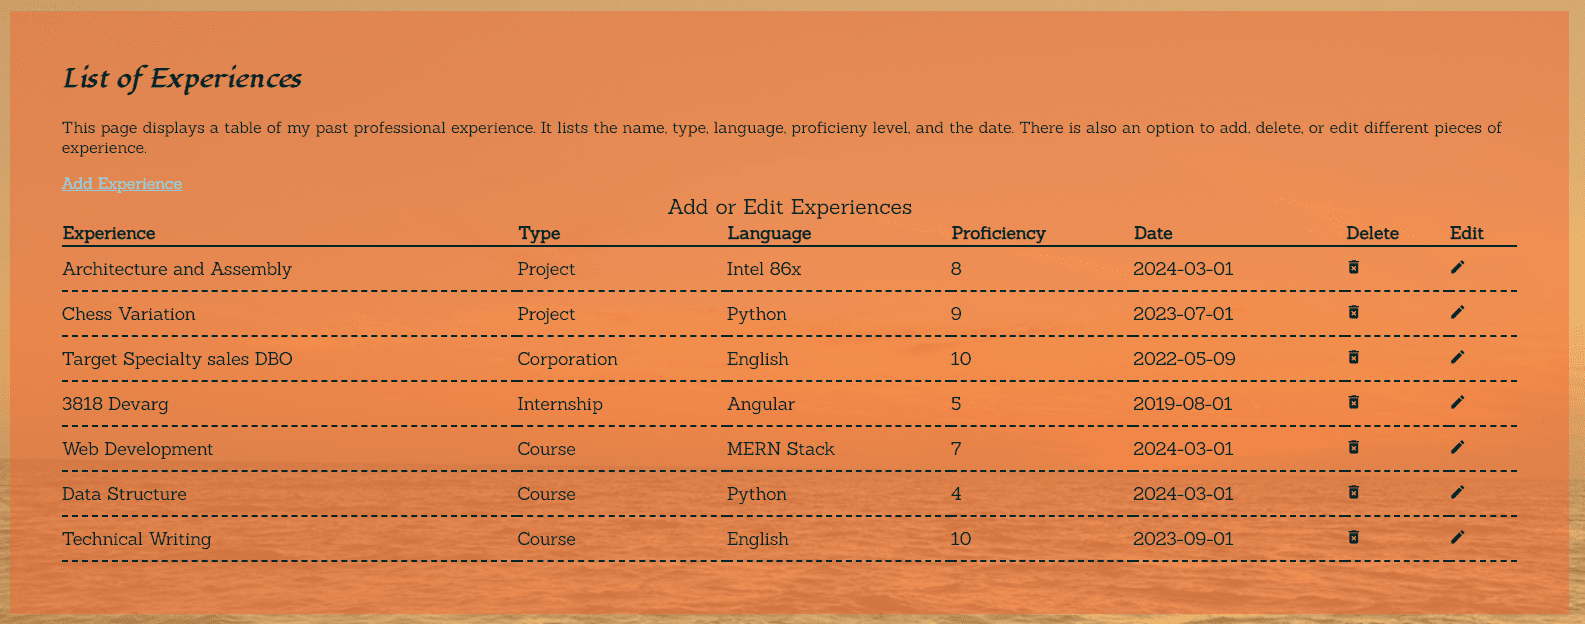 List of Experiences
This page displays a table of my past professional experience. It lists the name, type, language, proficieny level, and the date. There is also an option to add, delete, or edit different pieces of
experience.
Add Experience
Add or Edit Experiences
Experience Type Language Proficiency Date Delete Edit
Architecture and Assembly Project Intel 86x 8 2024-03-01
Chess Variation Project Python 9 2023-07-01
Target Specialty sales DBO Corporation English 10 2022-05-09
3818 Devarg Internship Angular 5 2019-08-01
Web Development Course MERN Stack 7 2024-03-01
Data Structure Course Python 4 2024-03-01
Technical Writing Course English 10 2023-09-01